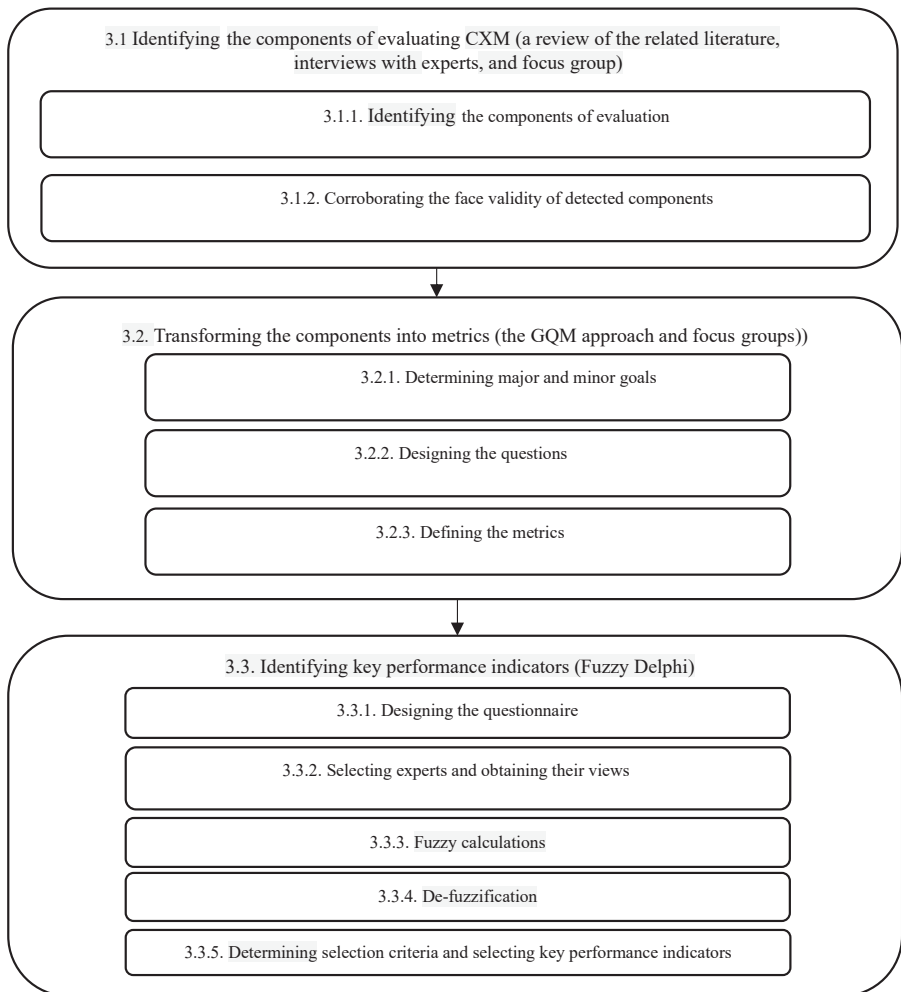 3.1 Identifying the components of evaluating CXM (a review of the related literature,
interviews with experts, and focus group)
3.1.1. Identifying the components of evaluation
3.1.2. Corroborating the face validity of detected components
3.2. Transforming the components into metrics (the GQM approach and focus groups))
3.2.1. Determining major and minor goals
3.2.2. Designing the questions
3.2.3. Defining the metrics
3.3. Identifying key performance indicators (Fuzzy Delphi)
3.3.1. Designing the questionnaire
3.3.2. Selecting experts and obtaining their views
3.3.3. Fuzzy calculations
3.3.4. De-fuzzification
3.3.5. Determining selection criteria and selecting key performance indicators